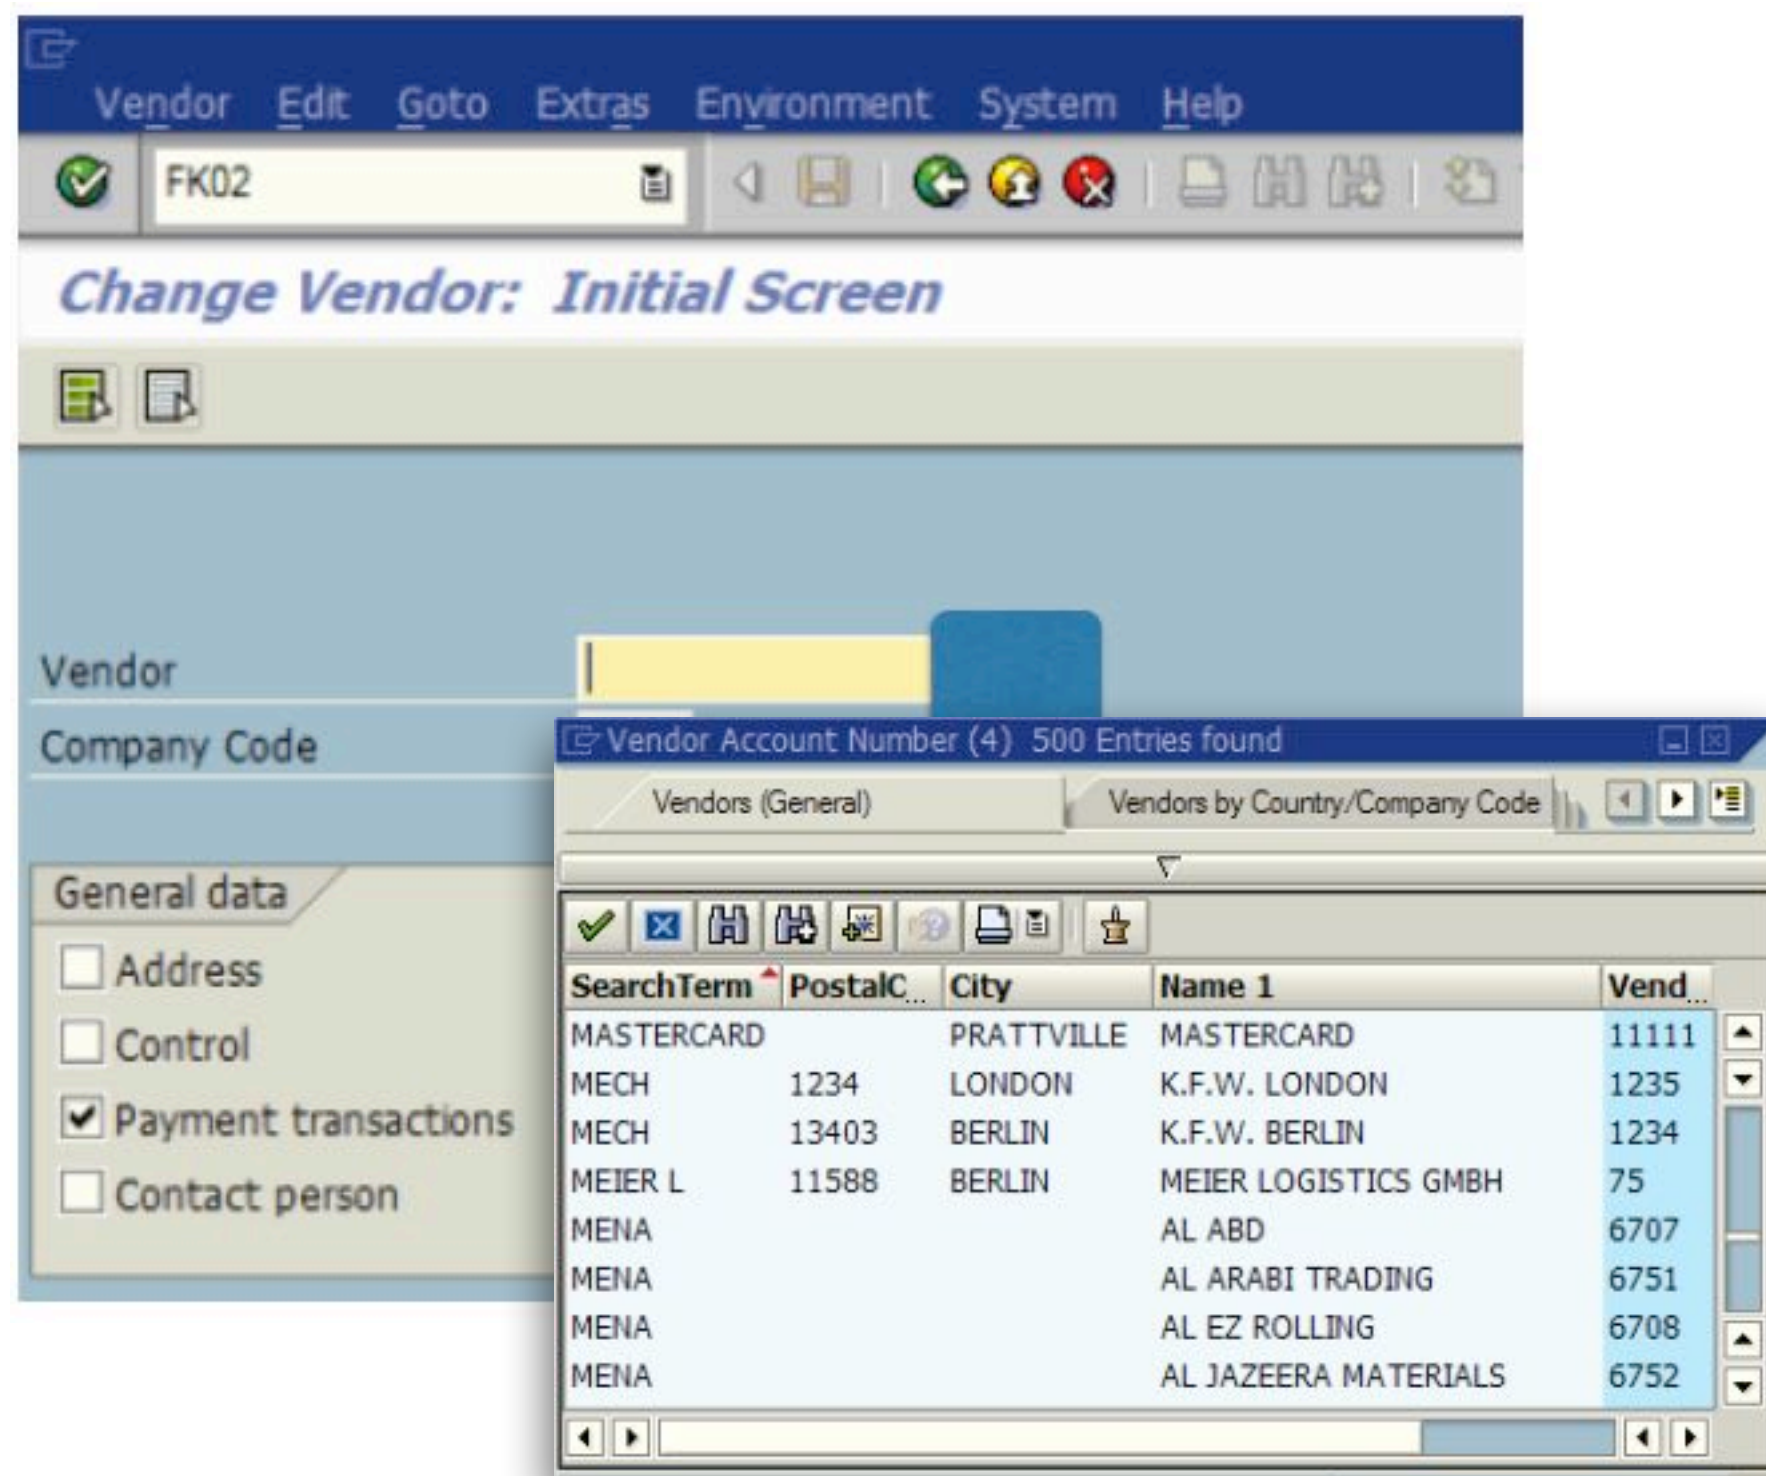 Vendor Edit Goto Extras Environment System Help
FK02
Change Vendor: Initial Screen
Vendor
Company Code
General data
Address
Control
Payment transactions
Contact person
Vendor Account Number (4) 500 Entries found
Vendors (General) Vendors by Country/Company Code
SearchTerm PostalC... City Name 1 Vend...
MASTERCARD PRATTVILLE MASTERCARD 11111
MECH 1234 LONDON K.F.W. LONDON 1235
MECH 13403 BERLIN K.F.W. BERLIN 1234
MEIER L 11588 BERLIN MEIER LOGISTICS GMBH 75
MENA AL ABD 6707
MENA AL ARABI TRADING 6751
MENA AL EZ ROLLING 6708
MENA AL JAZEERA MATERIALS 6752